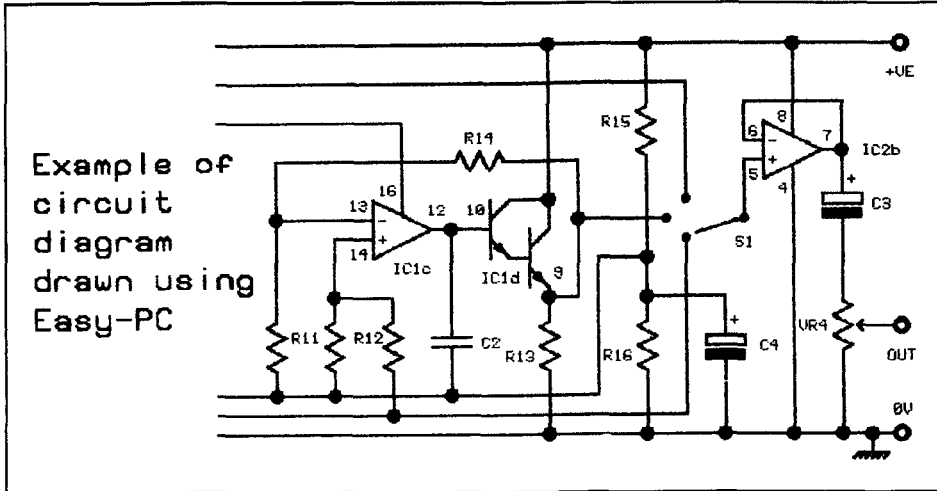 +VE
R15
R14
8
6
7
IC2b
Example of
circuit
diagram
drawn using
Easy-PC
16
13
12
10
5
4
+
C3
14
IC1c
IC1d
9
S1
R11
R12
C2
R13
R16
+
C4
VR4
OUT
0V